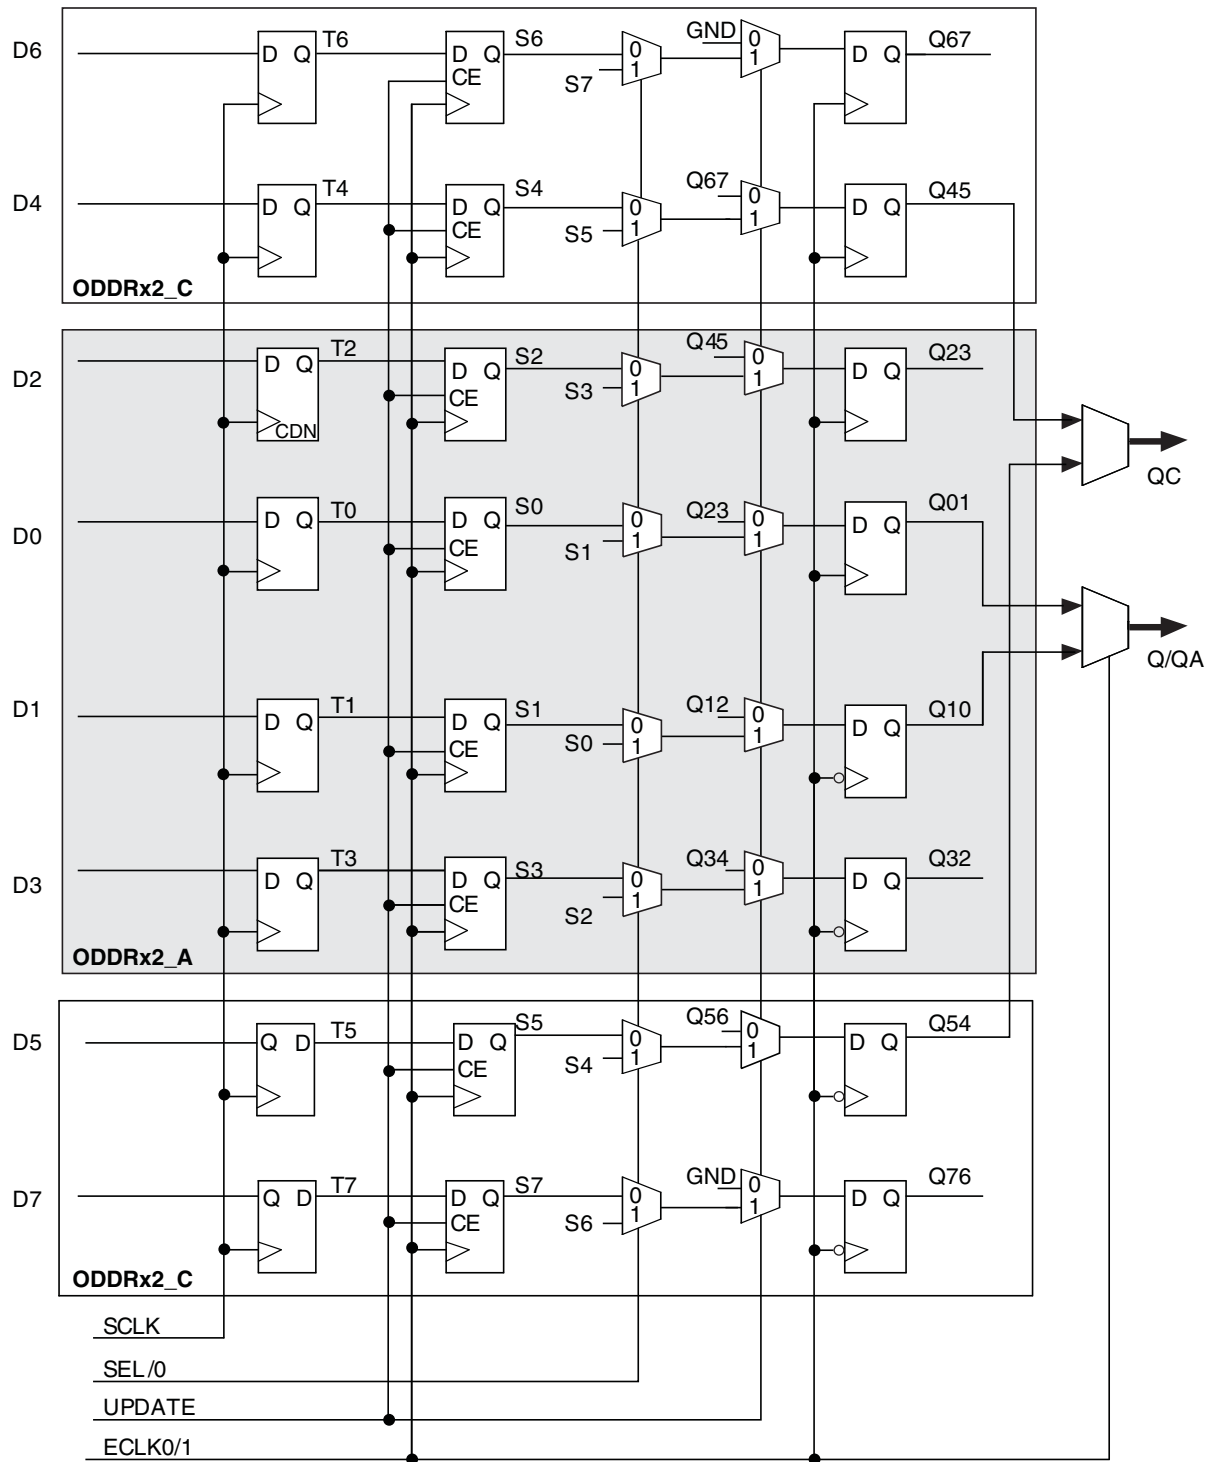 D6 D Q T6 D Q CE S6 0 1 S7 GND 0 1 D Q Q67
D4 D Q T4 D Q CE S4 0 1 S5 Q67 0 1 D Q Q45
ODDRx2_C
D2 D Q CDN T2 D Q CE S2 0 1 S3 Q45 0 1 D Q Q23
QC
D0 D Q T0 D Q CE S0 0 1 S1 Q23 0 1 D Q Q01
Q/QA
D1 D Q T1 D Q CE S1 0 1 S0 Q12 0 1 D Q Q10
D3 D Q T3 D Q CE S3 0 1 S2 Q34 0 1 D Q Q32
ODDRx2_A
D5 Q D T5 D Q CE S5 0 1 S4 Q56 0 1 D Q Q54
D7 Q D T7 D Q CE S7 0 1 S6 GND 0 1 D Q Q76
ODDRx2_C
SCLK
SEL/0
UPDATE
ECLK0/1